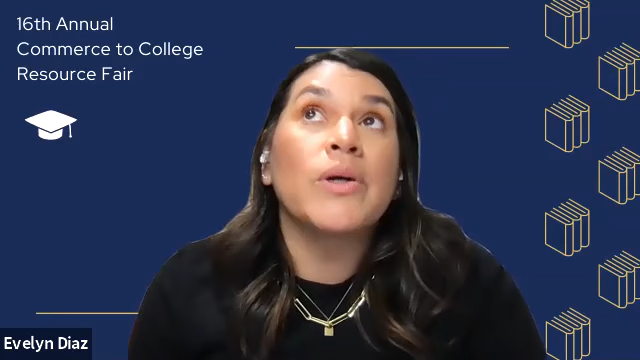 16th Annual
Commerce to College
Resource Fair
Evelyn Diaz